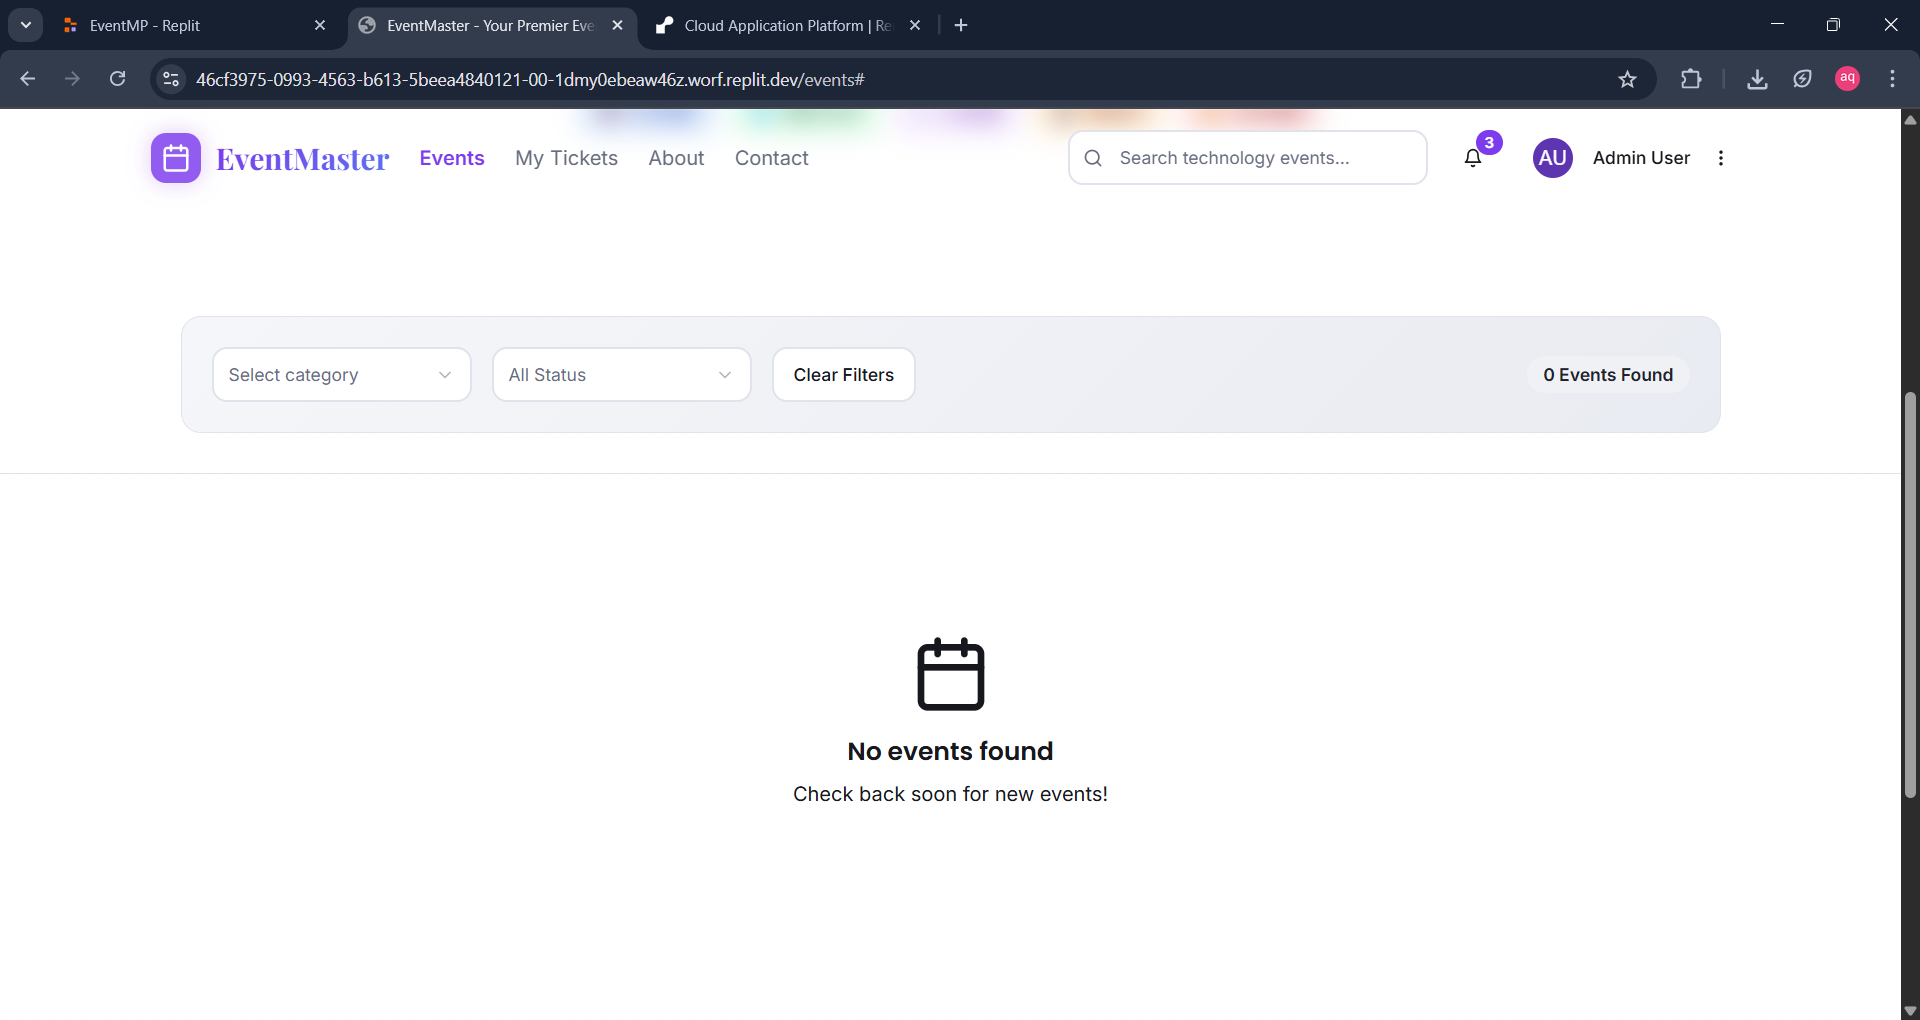 EventMP - Replit
EventMaster - Your Premier Eve
Cloud Application Platform | Re
46cf3975-0993-4563-b613-5beea4840121-00-1dmy0ebeaw46z.worf.replit.dev/events#
aq
EventMaster
Events
My Tickets
About
Contact
Search technology events...
3
AU
Admin User
Select category
All Status
Clear Filters
0 Events Found
No events found
Check back soon for new events!